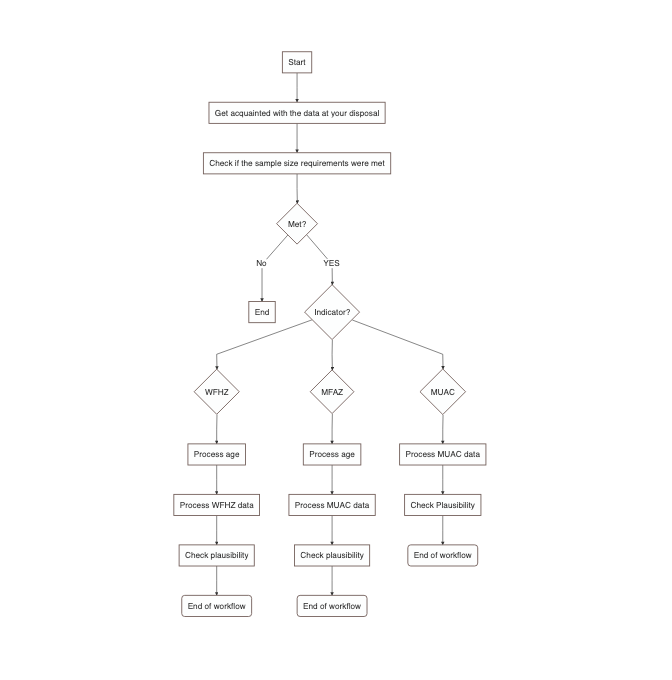 Start
Get acquainted with the data at your disposal
Check if the sample size requirements were met
Met?
No
YES
End
Indicator?
WFHZ
MFAZ
MUAC
Process age
Process age
Process MUAC data
Process WFHZ data
Process MUAC data
Check Plausibility
Check plausibility
Check plausibility
End of workflow
End of workflow
End of workflow